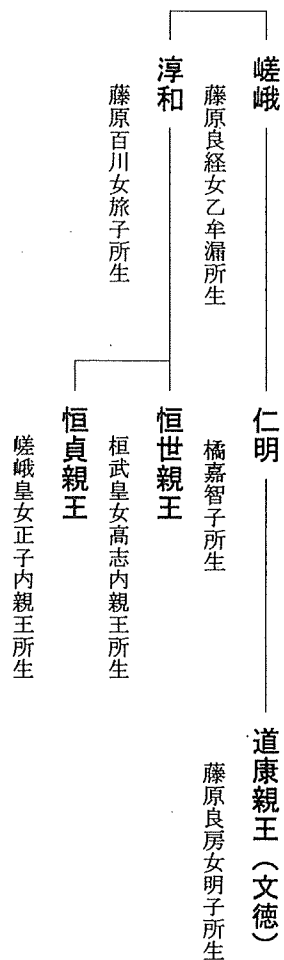 嵯峨
藤原良経女乙牟漏所生
仁明
橘嘉智子所生
道康親王（文徳）
藤原良房女明子所生
淳和
藤原百川女旅子所生
恒世親王
桓武皇女高志内親王所生
恒貞親王
嵯峨皇女正子内親王所生